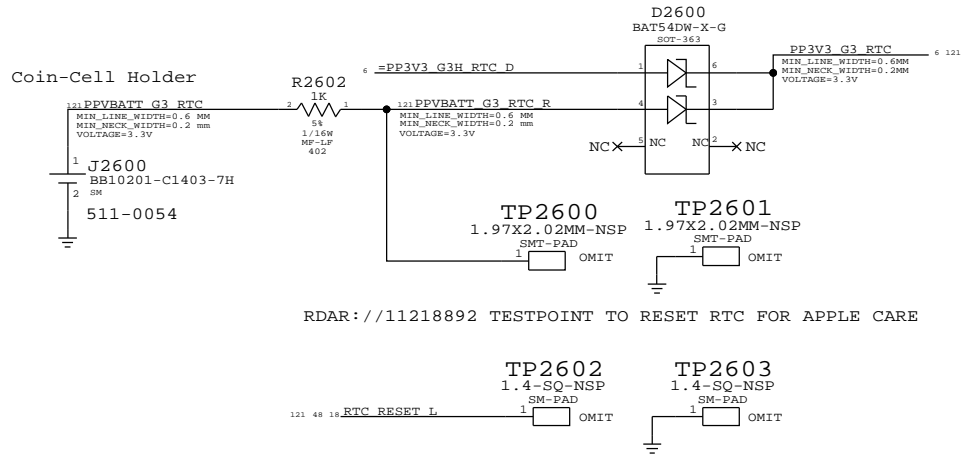 D2600
BAT54DW-X-G
SOT-363
PP3V3_G3_RTC
6 121
MIN_LINE_WIDTH=0.6MM
MIN_NECK_WIDTH=0.2MM
VOLTAGE=3.3V
6 =PP3V3_G3H_RTC_D
1
6
Coin-Cell Holder
R2602
1K
121 PPVBATT_G3_RTC
2
1
121 PPVBATT_G3_RTC_R
4
3
MIN_LINE_WIDTH=0.6 MM
MIN_NECK_WIDTH=0.2 mm
VOLTAGE=3.3V
5%
1/16W
MF-LF
402
MIN_LINE_WIDTH=0.6 MM
MIN_NECK_WIDTH=0.2 mm
VOLTAGE=3.3V
NC
5
NC
NC
2
NC
1
J2600
BB10201-C1403-7H
2
SM
511-0054
TP2600
1.97X2.02MM-NSP
SMT-PAD
1
OMIT
TP2601
1.97X2.02MM-NSP
SMT-PAD
1
OMIT
RDAR://11218892 TESTPOINT TO RESET RTC FOR APPLE CARE
TP2602
1.4-SQ-NSP
SM-PAD
121 48 18 RTC_RESET_L
1
OMIT
TP2603
1.4-SQ-NSP
SM-PAD
1
OMIT